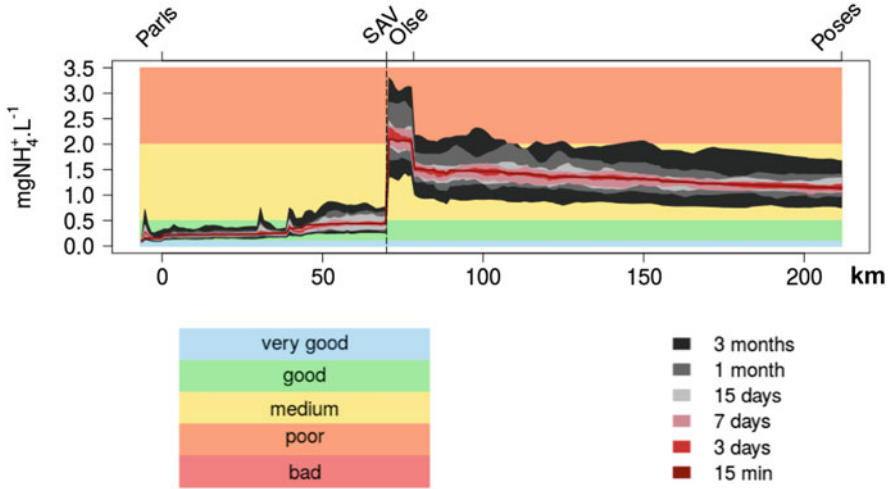 Paris
SAV
Oise
Poses
mgNH₄⁺.L⁻¹
3.5
3.0
2.5
2.0
1.5
1.0
0.5
0.0
0
50
100
150
200
km
very good
good
medium
poor
bad
3 months
1 month
15 days
7 days
3 days
15 min